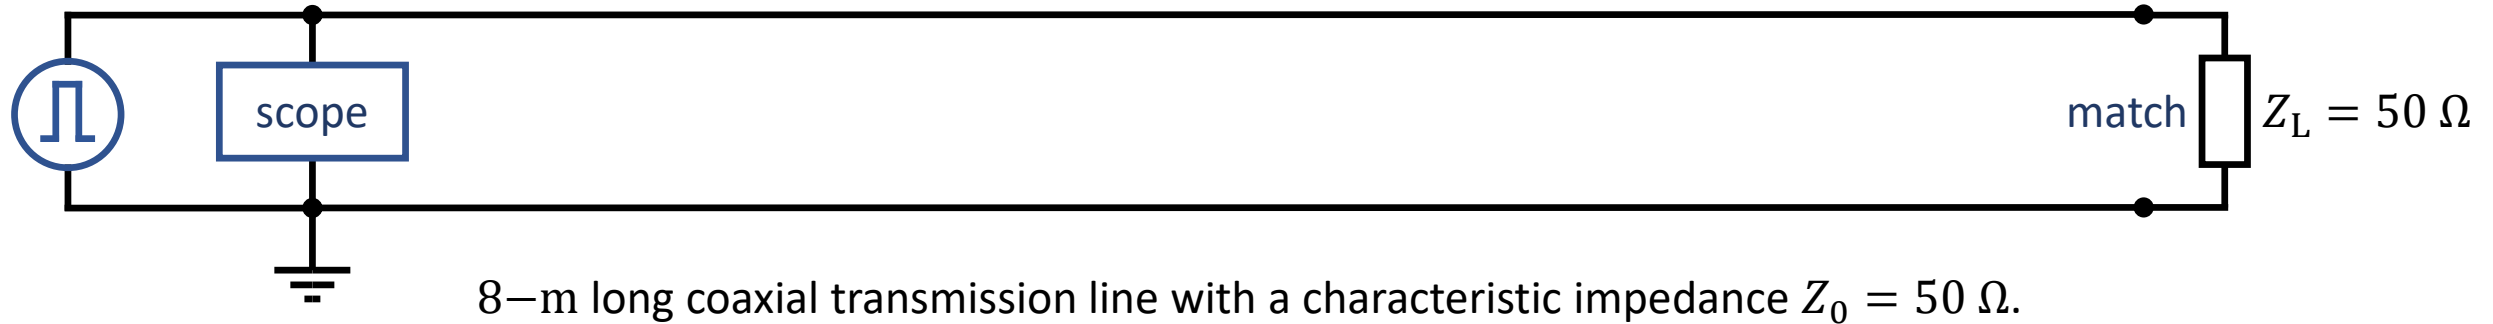 scope
match
Z_L = 50 Ω
8–m long coaxial transmission line with a characteristic impedance Z_0 = 50 Ω.